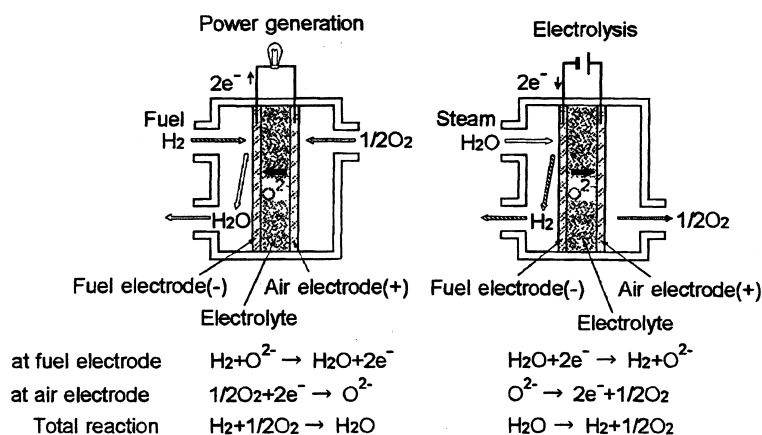 Power generation
2e⁻
Fuel
H₂
1/2O₂
O²⁻
H₂O
Fuel electrode(-)
Air electrode(+)
Electrolyte
Electrolysis
2e⁻
Steam
H₂O
O²⁻
H₂
1/2O₂
Fuel electrode(-)
Air electrode(+)
Electrolyte
at fuel electrode H₂+O²⁻ → H₂O+2e⁻ H₂O+2e⁻ → H₂+O²⁻
at air electrode 1/2O₂+2e⁻ → O²⁻ O²⁻ → 2e⁻+1/2O₂
Total reaction H₂+1/2O₂ → H₂O H₂O → H₂+1/2O₂